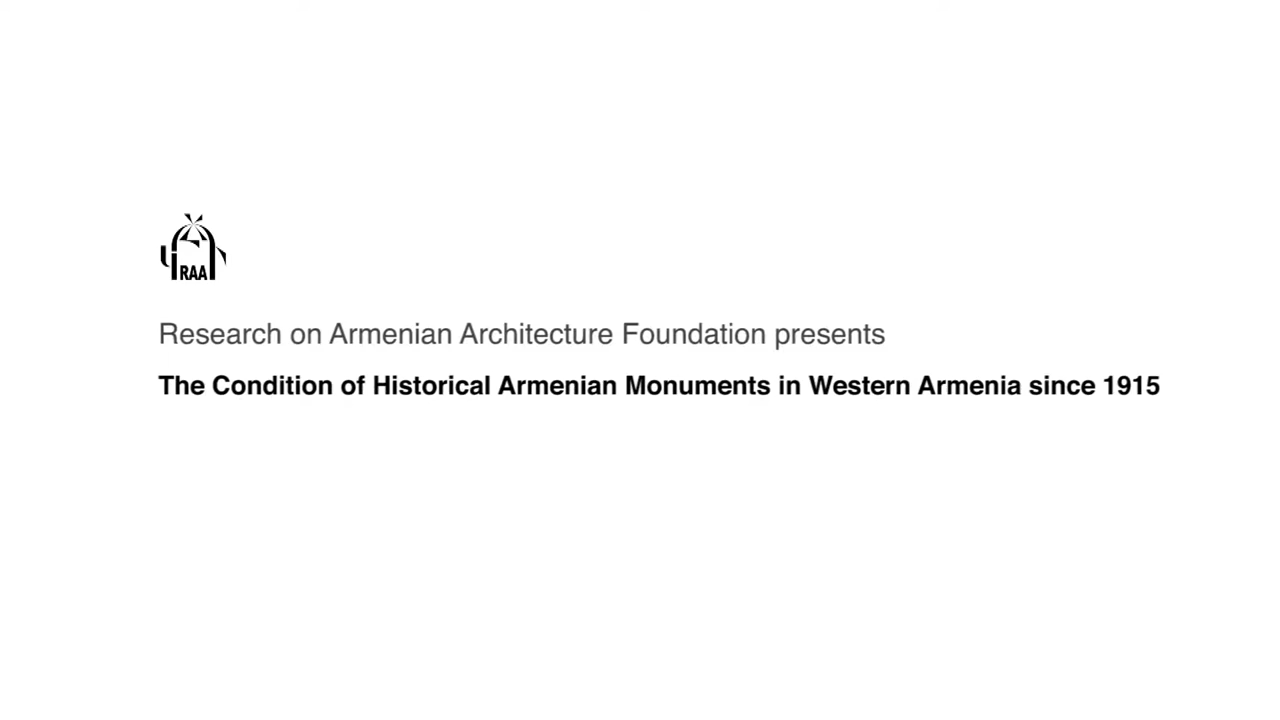 RAA
Research on Armenian Architecture Foundation presents
The Condition of Historical Armenian Monuments in Western Armenia since 1915